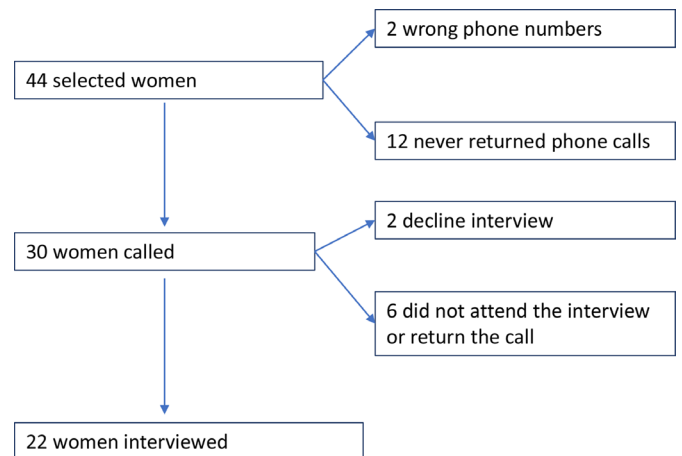 2 wrong phone numbers
44 selected women
12 never returned phone calls
2 decline interview
30 women called
6 did not attend the interview
or return the call
22 women interviewed